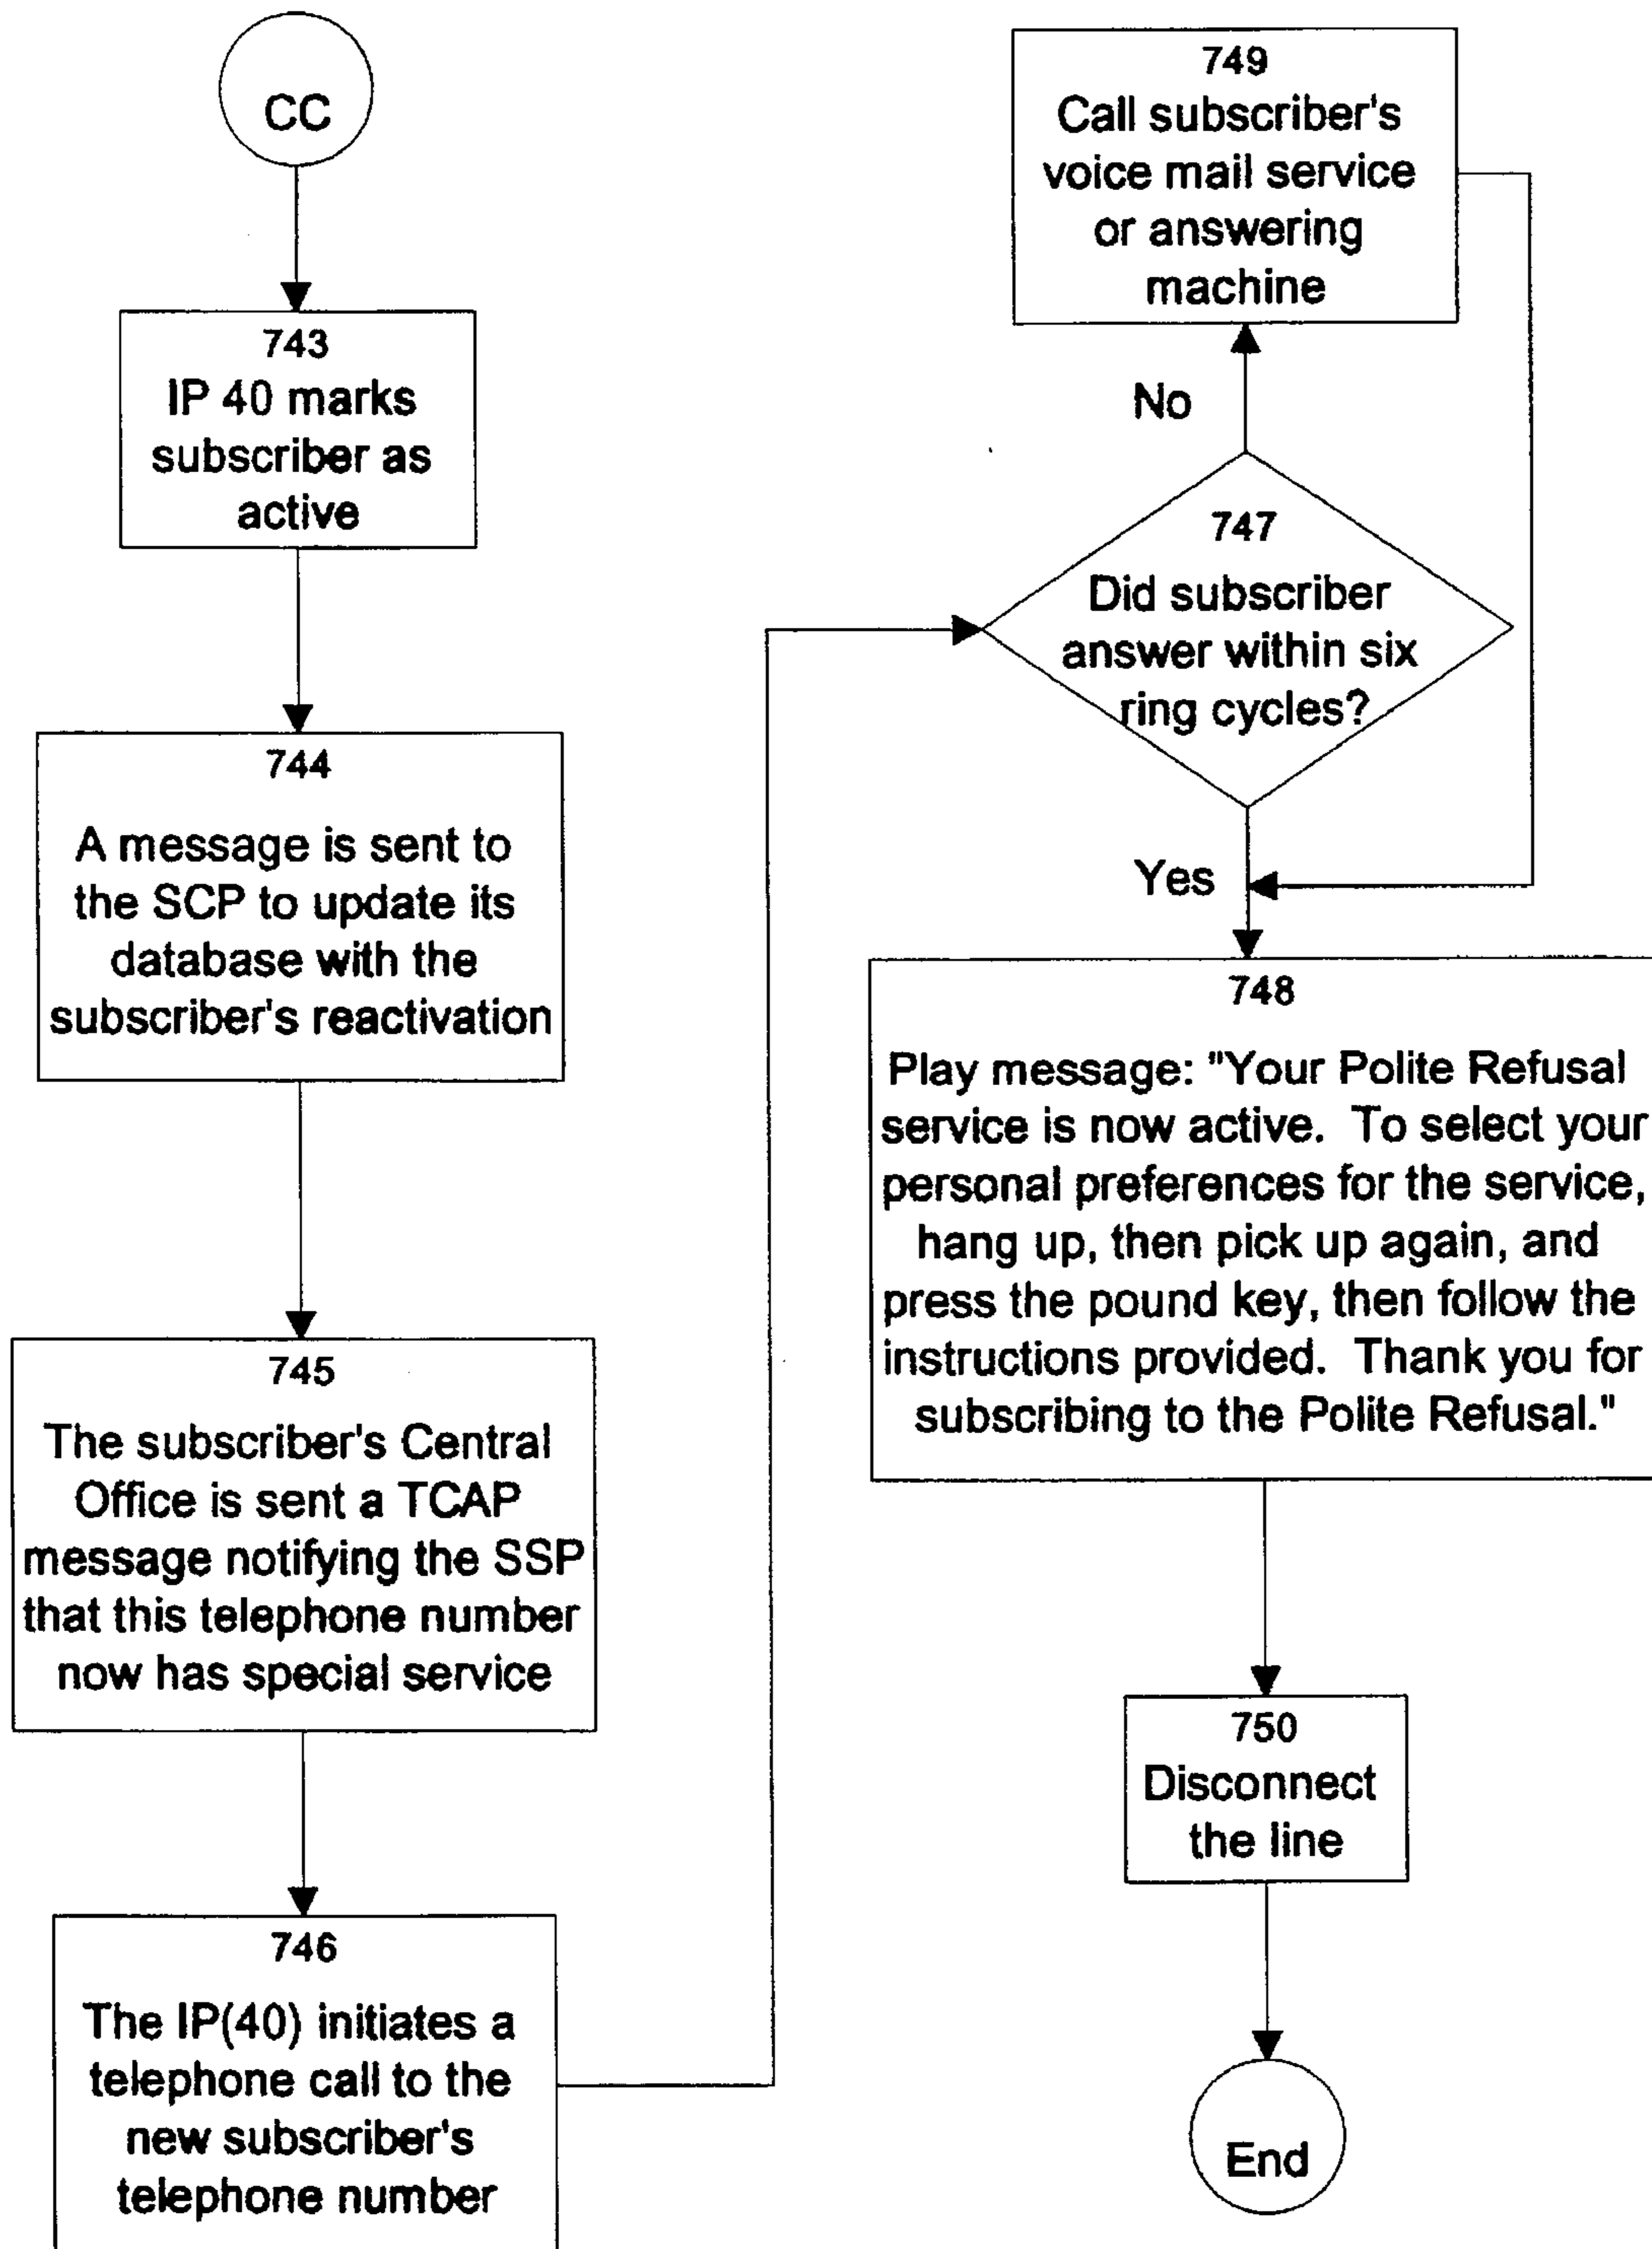 CC
743
IP 40 marks
subscriber as
active
744
A message is sent to
the SCP to update its
database with the
subscriber's reactivation
745
The subscriber's Central
Office is sent a TCAP
message notifying the SSP
that this telephone number
now has special service
746
The IP(40) initiates a
telephone call to the
new subscriber's
telephone number
749
Call subscriber's
voice mail service
or answering
machine
No
747
Did subscriber
answer within six
ring cycles?
Yes
748
Play message: "Your Polite Refusal
service is now active.  To select your
personal preferences for the service,
hang up, then pick up again, and
press the pound key, then follow the
instructions provided.  Thank you for
subscribing to the Polite Refusal."
750
Disconnect
the line
End